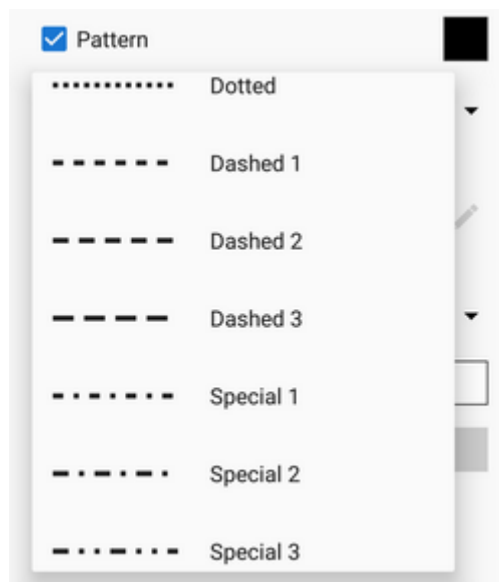 Pattern
Dotted
Dashed 1
Dashed 2
Dashed 3
Special 1
Special 2
Special 3